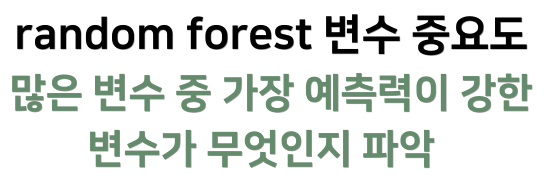 random forest 변수 중요도
많은 변수 중 가장 예측력이 강한
변수가 무엇인지 파악